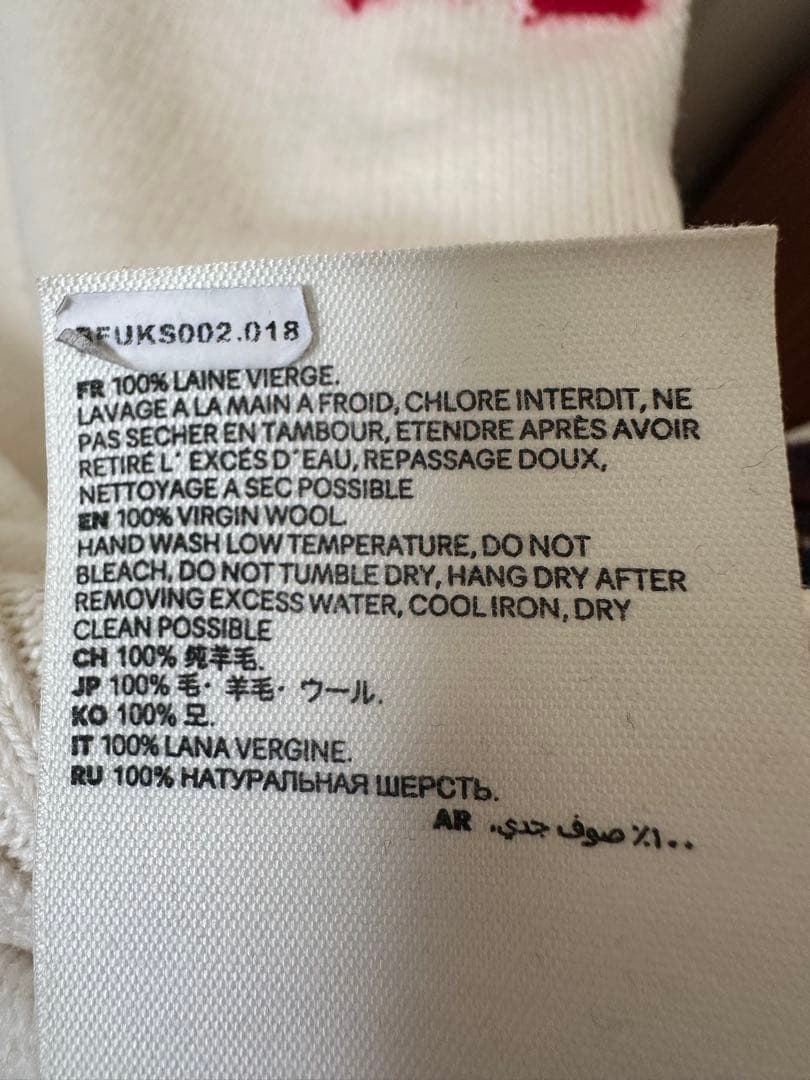 FUKS002.018
FR 100% LAINE VIERGE.
LAVAGE A LA MAIN A FROID, CHLORE INTERDIT, NE
PAS SECHER EN TAMBOUR, ETENDRE APRÈS AVOIR
RETIRÉ L' EXCÉS D'EAU, REPASSAGE DOUX,
NETTOYAGE A SEC POSSIBLE
EN 100% VIRGIN WOOL.
HAND WASH LOW TEMPERATURE, DO NOT
BLEACH, DO NOT TUMBLE DRY, HANG DRY AFTER
REMOVING EXCESS WATER, COOL IRON, DRY
CLEAN POSSIBLE
CH 100% 纯羊毛.
JP 100% 毛· 羊毛· ウール.
KO 100% 모.
IT 100% LANA VERGINE.
RU 100% НАТУРАЛЬНАЯ ШЕРСТЬ.
AR ١٠٠٪ صوف جدي.